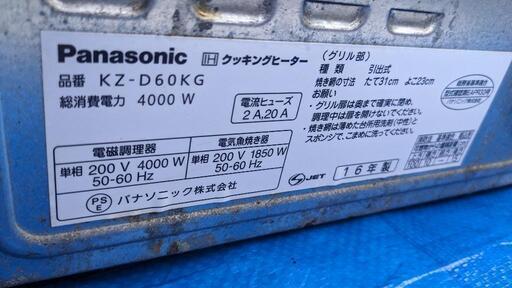 Panasonic IH クッキングヒーター
品番 KZ-D60KG
総消費電力 4000 W
電流ヒューズ
2 A,20 A
電磁調理器
単相 200 V 4000 W
50-60 Hz
電気魚焼き器
単相 200 V 1850 W
50-60 Hz
PS E パナソニック株式会社
JET
16年製
(グリル部)
種類 引出式
焼き網の寸法 たて31cm よこ23cm
お願い
・グリル扉は奥まで確実に閉め、
調理中は扉を開けないでください。
・焼き網は薄めた台所用洗剤(中性)と
スポンジで、こまめに洗ってください。